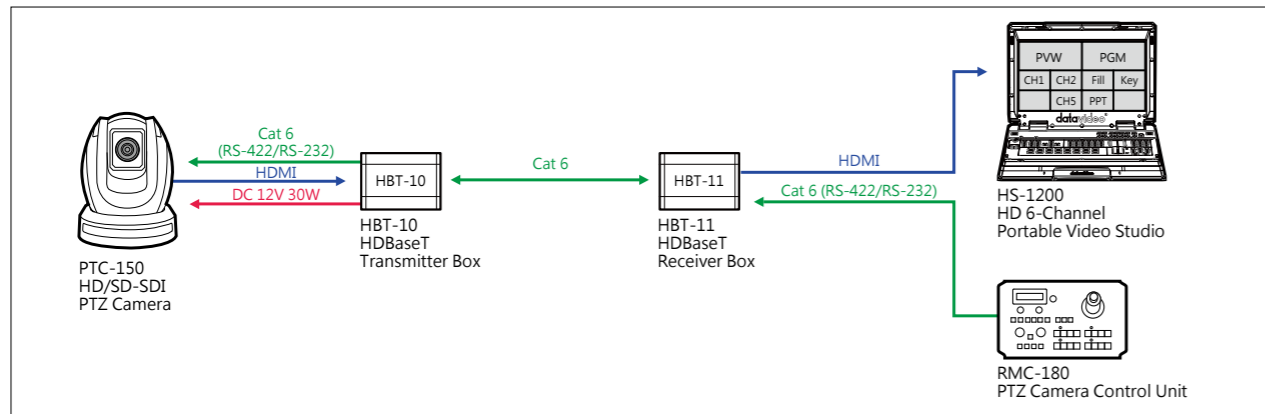 Cat 6
(RS-422/RS-232)
HDMI
DC 12V 30W
PTC-150
HD/SD-SDI
PTZ Camera
HBT-10
HBT-10
HDBaseT
Transmitter Box
Cat 6
HBT-11
HBT-11
HDBaseT
Receiver Box
HDMI
Cat 6 (RS-422/RS-232)
PVW PGM
CH1 CH2 Fill Key
CH5 PPT
datavideo
HS-1200
HD 6-Channel
Portable Video Studio
RMC-180
PTZ Camera Control Unit